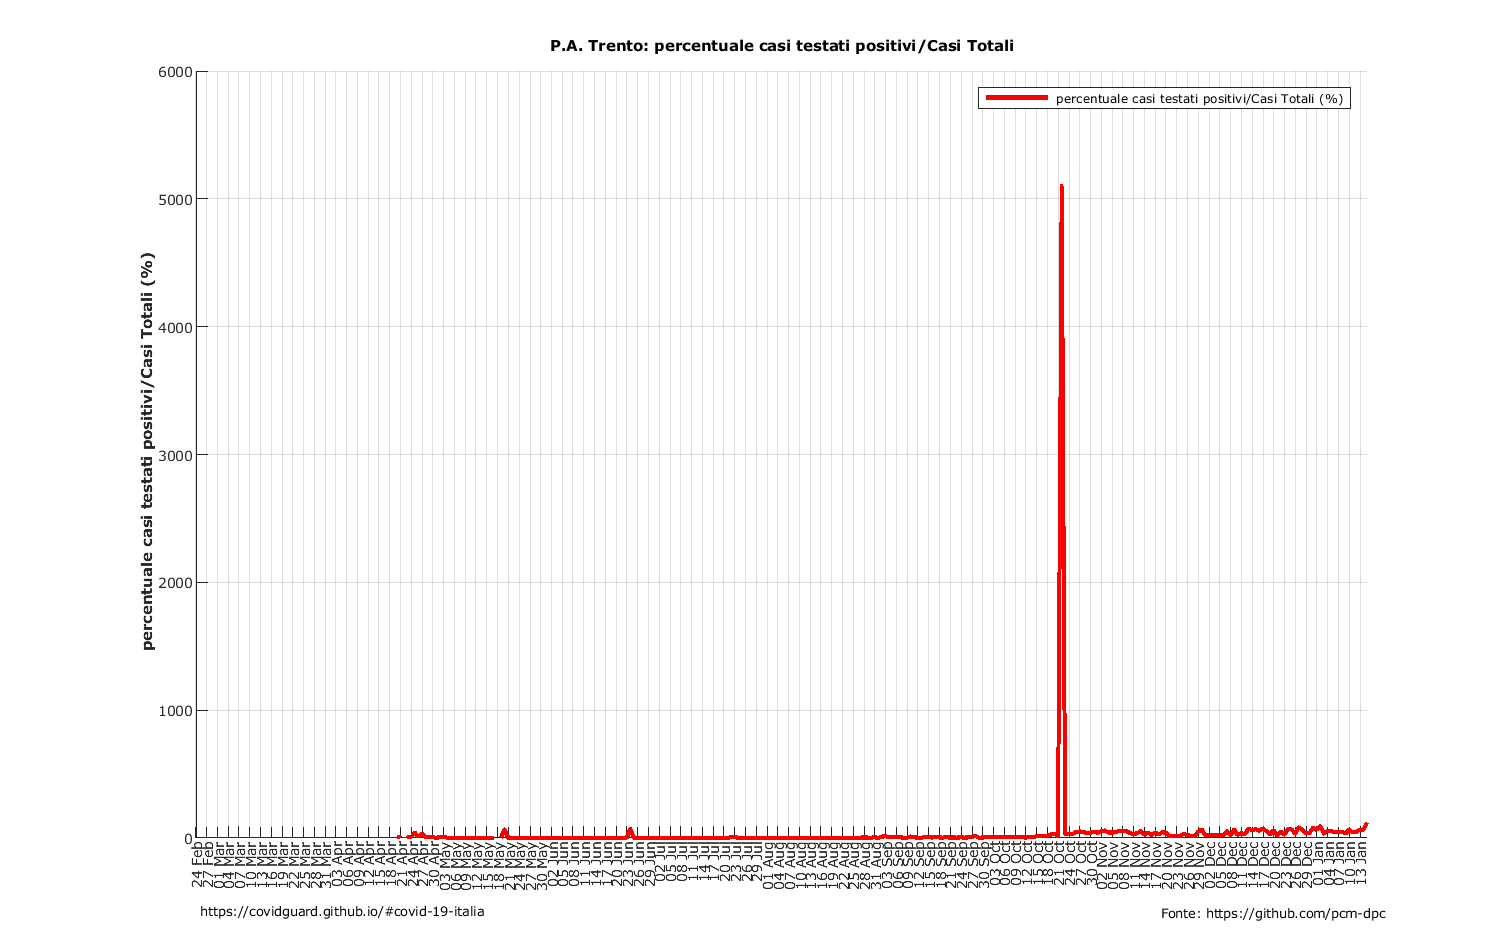 P.A. Trento: percentuale casi testati positivi/Casi Totali
percentuale casi testati positivi/Casi Totali (%)
percentuale casi testati positivi/Casi Totali (%)
6000
5000
4000
3000
2000
1000
0
24 Feb
27 Feb
01 Mar
04 Mar
07 Mar
10 Mar
13 Mar
16 Mar
19 Mar
22 Mar
25 Mar
28 Mar
31 Mar
03 Apr
06 Apr
09 Apr
12 Apr
15 Apr
18 Apr
21 Apr
24 Apr
27 Apr
30 Apr
03 May
06 May
09 May
12 May
15 May
18 May
21 May
24 May
27 May
30 May
02 Jun
05 Jun
08 Jun
11 Jun
14 Jun
17 Jun
20 Jun
23 Jun
26 Jun
29 Jun
02 Jul
05 Jul
08 Jul
11 Jul
14 Jul
17 Jul
20 Jul
23 Jul
26 Jul
29 Jul
01 Aug
04 Aug
07 Aug
10 Aug
13 Aug
16 Aug
19 Aug
22 Aug
25 Aug
28 Aug
31 Aug
03 Sep
06 Sep
09 Sep
12 Sep
15 Sep
18 Sep
21 Sep
24 Sep
27 Sep
30 Sep
03 Oct
06 Oct
09 Oct
12 Oct
15 Oct
18 Oct
21 Oct
24 Oct
27 Oct
30 Oct
02 Nov
05 Nov
08 Nov
11 Nov
14 Nov
17 Nov
20 Nov
23 Nov
26 Nov
29 Nov
02 Dec
05 Dec
08 Dec
11 Dec
14 Dec
17 Dec
20 Dec
23 Dec
26 Dec
29 Dec
01 Jan
04 Jan
07 Jan
10 Jan
13 Jan
https://covidguard.github.io/#covid-19-italia
Fonte: https://github.com/pcm-dpc